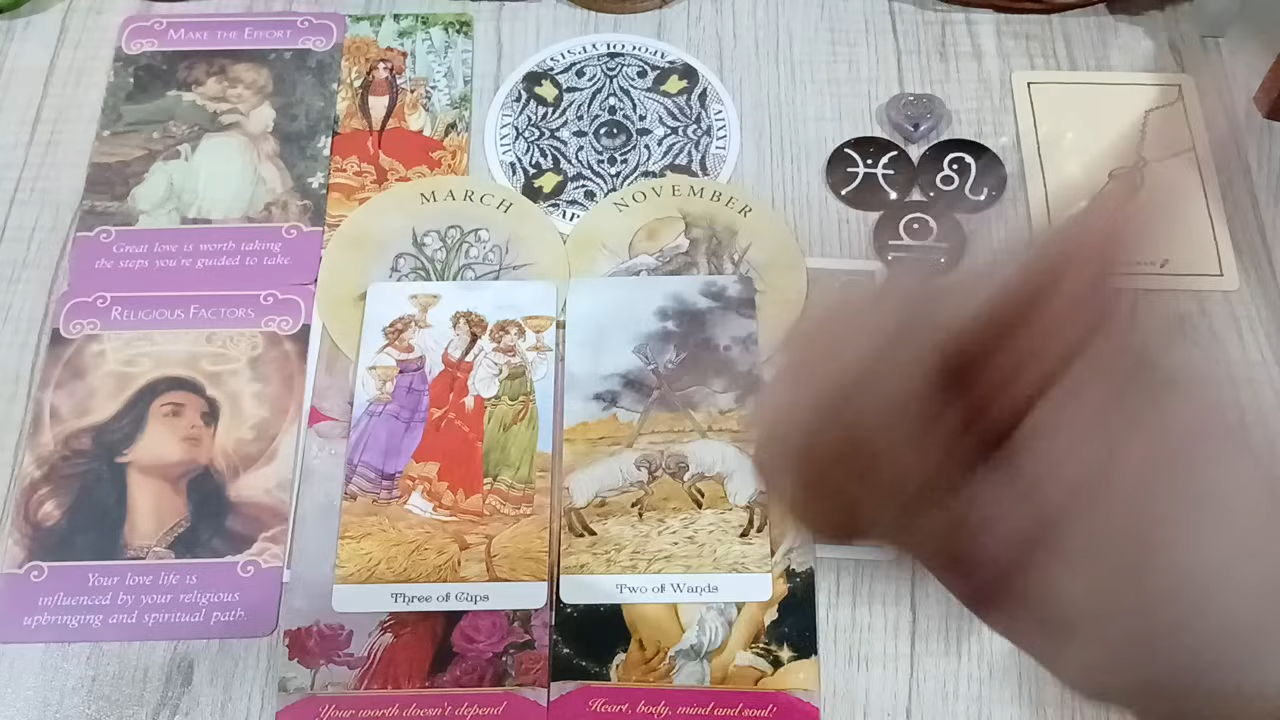 MAKE THE EFFORT
Great love is worth taking
the steps you're guided to take.
RELIGIOUS FACTORS
Your love life is
influenced by your religious
upbringing and spiritual path.
APOCOLYPSIS
MARCH
NOVEMBER
Three of Cups
Two of Wands
Your worth doesn't depend
Heart, body, mind and soul!